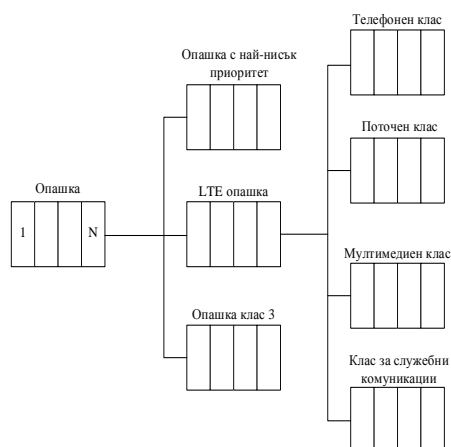 Телефонен клас
Опашка с най-нисък
приоритет
Поточен клас
Опашка
LTE опашка
1
N
Мултимедиен клас
Опашка клас 3
Клас за служебни
комуникации